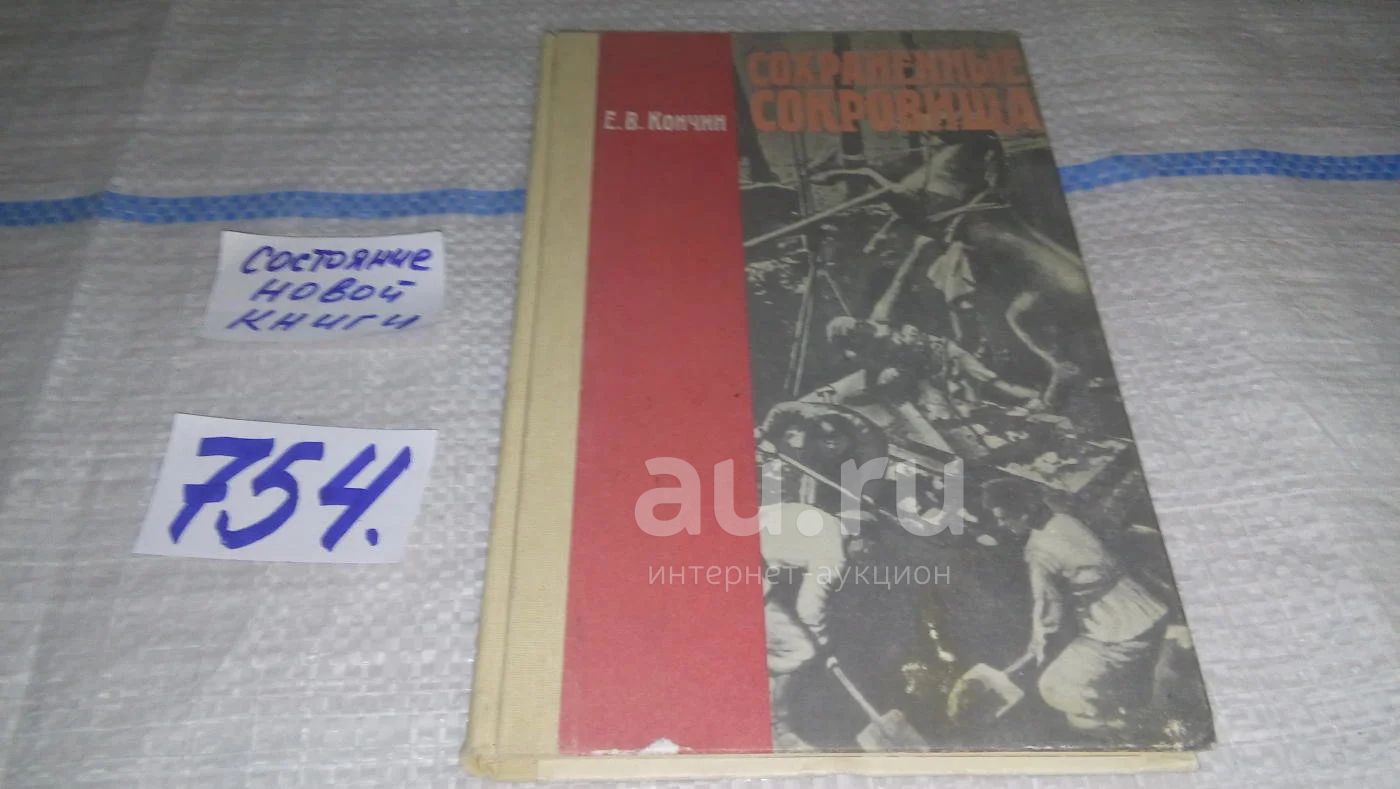 СОХРАНЕННЫЕ
СОКРОВИЩА
Е. В. Кончин
Состояние
новой
книги
754.
au.ru
интернет-аукцион